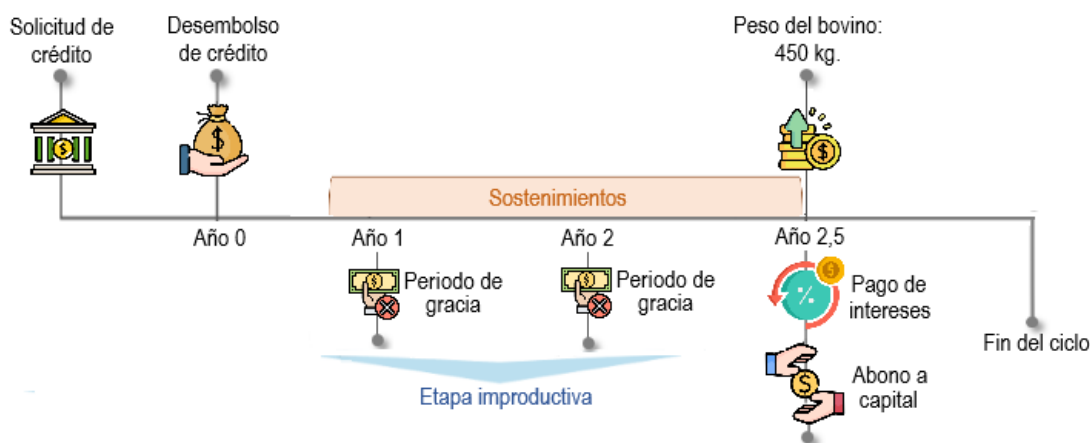 Solicitud de
crédito
Desembolso
de crédito
Peso del bovino:
450 kg.
Sostenimientos
Año 0
Año 1
Año 2
Año 2,5
Periodo de
gracia
Periodo de
gracia
Pago de
intereses
Fin del ciclo
Etapa improductiva
Abono a
capital